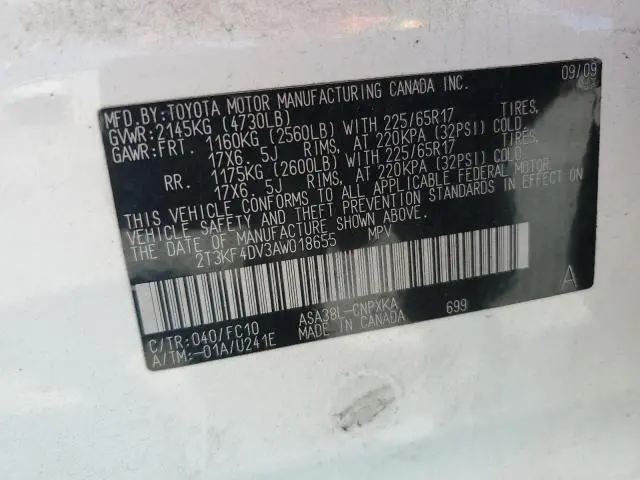 MFD.BY:TOYOTA MOTOR MANUFACTURING CANADA INC. 09/09
GVWR:2145KG (4730LB)
GAWR:FRT. 1160KG (2560LB) WITH 225/65R17 TIRES,
17X6. 5J RIMS, AT 220KPA (32PSI) COLD
RR. 1175KG (2600LB) WITH 225/65R17 TIRES,
17X6. 5J RIMS, AT 220KPA (32PSI) COLD
THIS VEHICLE CONFORMS TO ALL APPLICABLE FEDERAL MOTOR
VEHICLE SAFETY AND THEFT PREVENTION STANDARDS IN EFFECT ON
THE DATE OF MANUFACTURE SHOWN ABOVE.
2T3KF4DV3AW018655 MPV
A
C/TR:040/FC10 ASA38L-CNPXKA 699
A/TM:-01A/U241E MADE IN CANADA